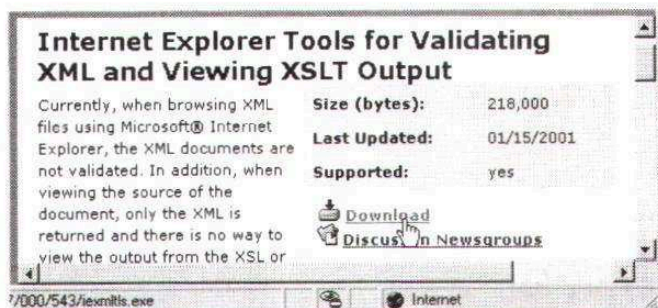 Internet Explorer Tools for Validating
XML and Viewing XSLT Output
Currently, when browsing XML
files using Microsoft® Internet
Explorer, the XML documents are
not validated. In addition, when
viewing the source of the
document, only the XML is
returned and there is no way to
view the output from the XSL or
Size (bytes): 218,000
Last Updated: 01/15/2001
Supported: yes
Download
Discuss in Newsgroups
?/000/543/iexmltls.exe
Internet